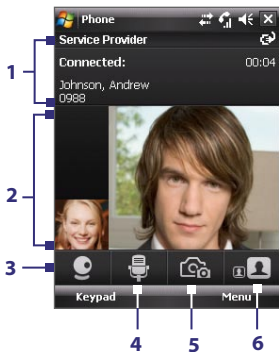 Phone
Service Provider
Connected: 00:04
Johnson, Andrew
0988
1
2
3
Keypad Menu
4
5
6